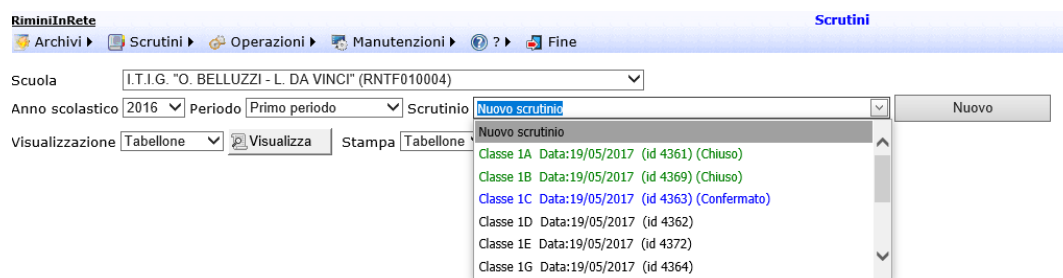 RiminiInRete Scrutini
Archivi Scrutini Operazioni Manutenzioni ? Fine
Scuola I.T.I.G. "O. BELLUZZI - L. DA VINCI" (RNTF010004)
Anno scolastico 2016 Periodo Primo periodo Scrutinio Nuovo scrutinio Nuovo
Visualizzazione Tabellone Visualizza Stampa Tabellone
Nuovo scrutinio
Classe 1A Data:19/05/2017 (id 4361) (Chiuso)
Classe 1B Data:19/05/2017 (id 4369) (Chiuso)
Classe 1C Data:19/05/2017 (id 4363) (Confermato)
Classe 1D Data:19/05/2017 (id 4362)
Classe 1E Data:19/05/2017 (id 4372)
Classe 1G Data:19/05/2017 (id 4364)